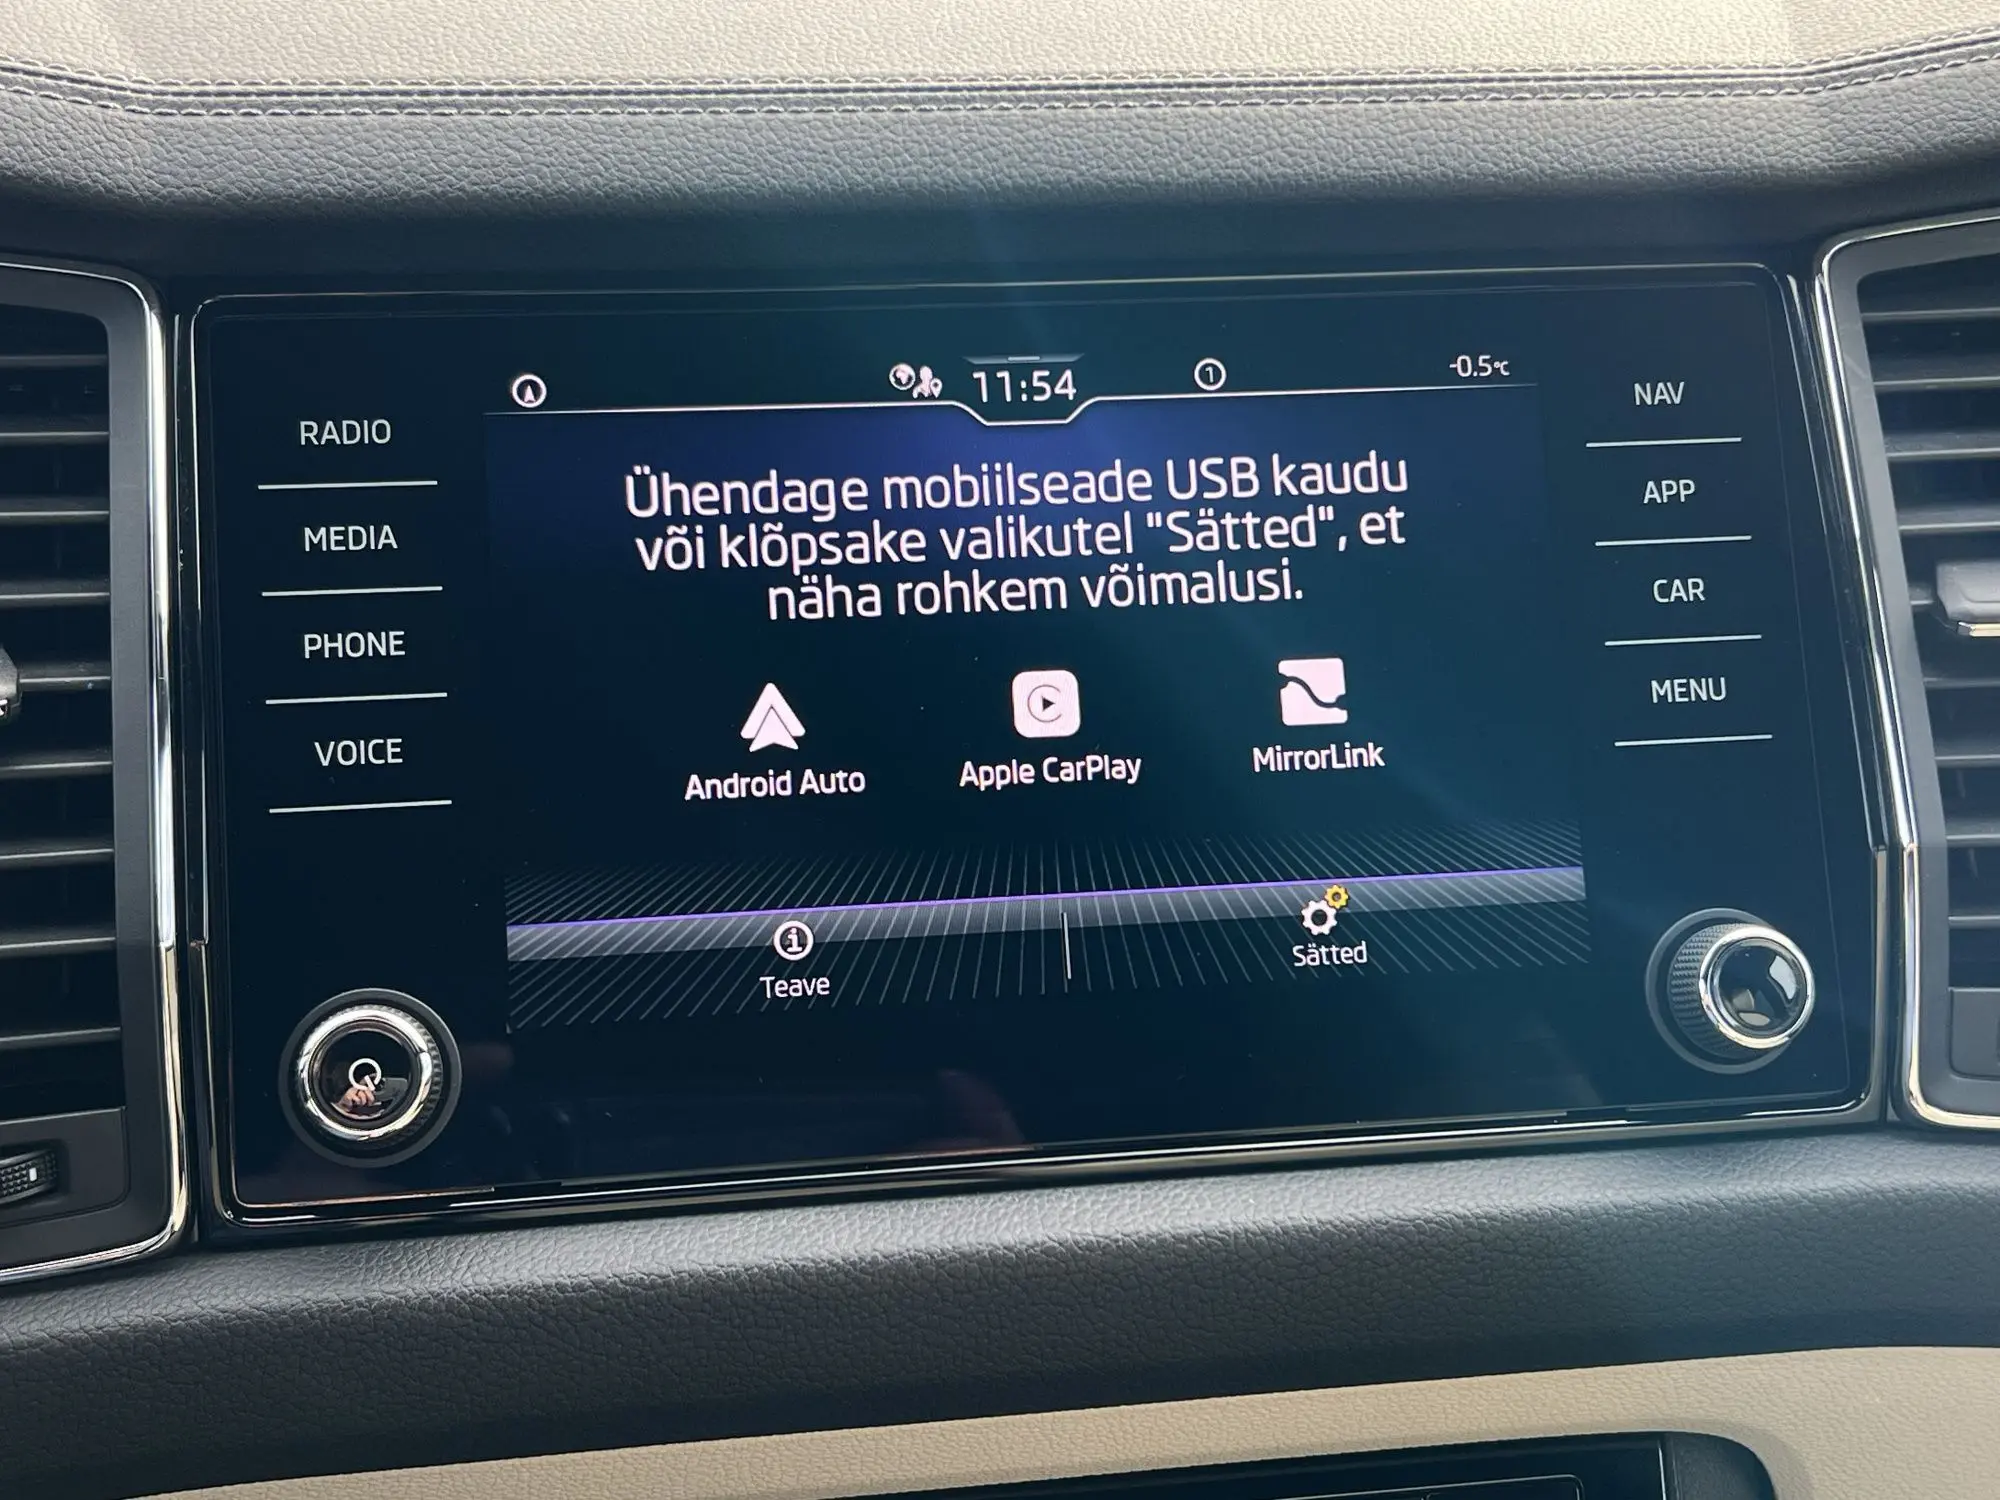 11:54
1
-0.5°C
RADIO
MEDIA
PHONE
VOICE
Ühendage mobiilseade USB kaudu
või klõpsake valikutel "Sätted", et
näha rohkem võimalusi.
Android Auto
Apple CarPlay
MirrorLink
Teave
Sätted
NAV
APP
CAR
MENU